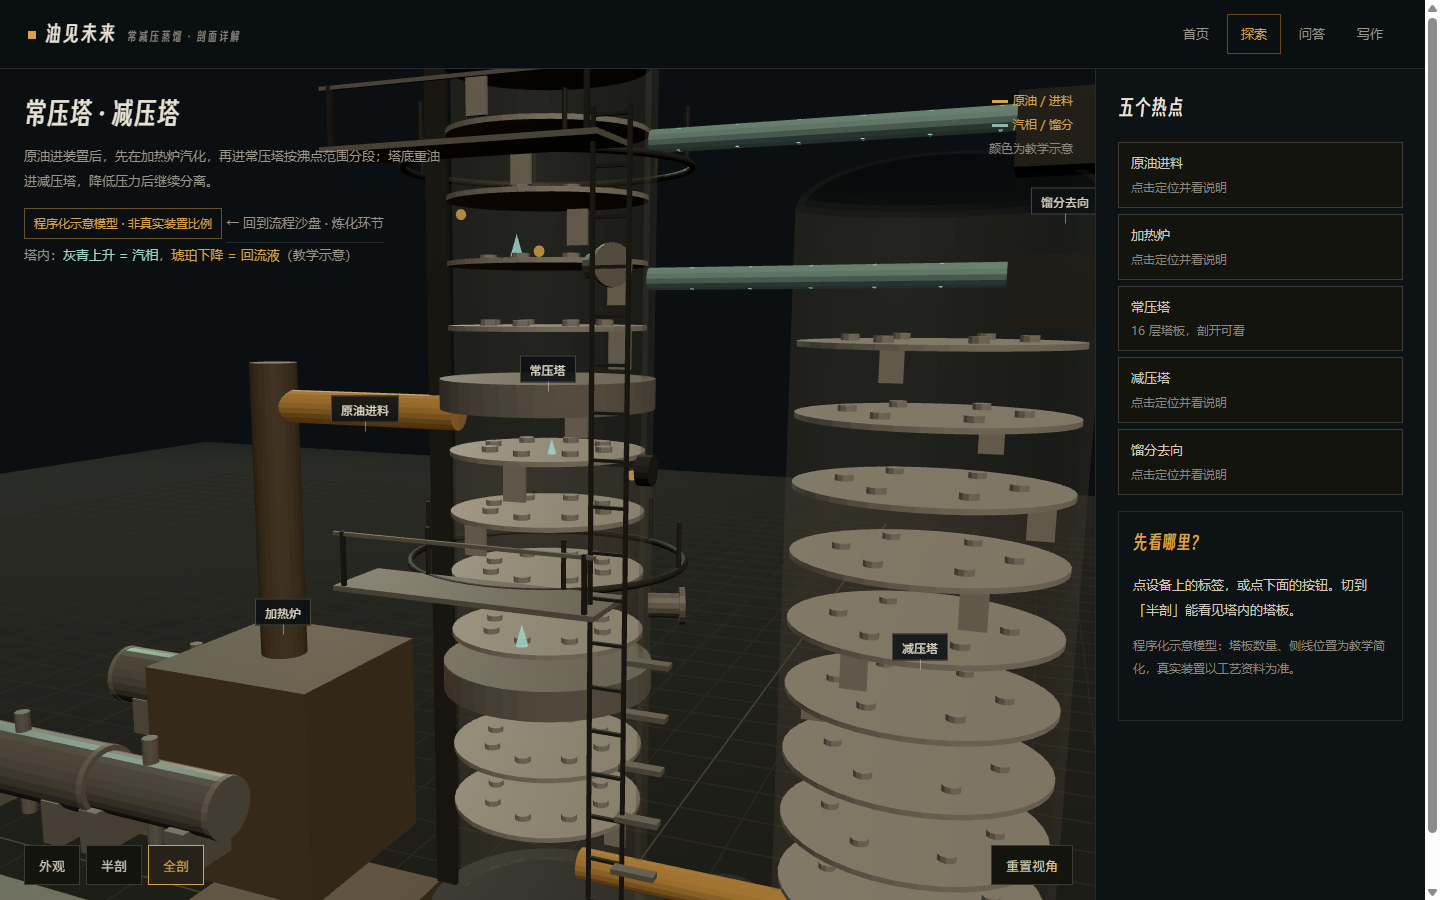 油见未来 常减压蒸馏 · 剖面详解
首页 探索 问答 写作
常压塔 · 减压塔
原油进装置后，先在加热炉汽化，再进常压塔按沸点范围分段；塔底重油
进减压塔，降低压力后继续分离。
程序化示意模型 · 非真实装置比例 ← 回到流程沙盘 · 炼化环节
塔内：灰青上升 = 汽相，琥珀下降 = 回流液（教学示意）
原油 / 进料
汽相 / 馏分
颜色为教学示意
馏分去向
常压塔
原油进料
加热炉
减压塔
外观 半剖 全剖
重置视角
五个热点
原油进料
点击定位并看说明
加热炉
点击定位并看说明
常压塔
16 层塔板，剖开可看
减压塔
点击定位并看说明
馏分去向
点击定位并看说明
先看哪里？
点设备上的标签，或点下面的按钮。切到
「半剖」能看见塔内的塔板。
程序化示意模型：塔板数量、侧线位置为教学简
化，真实装置以工艺资料为准。